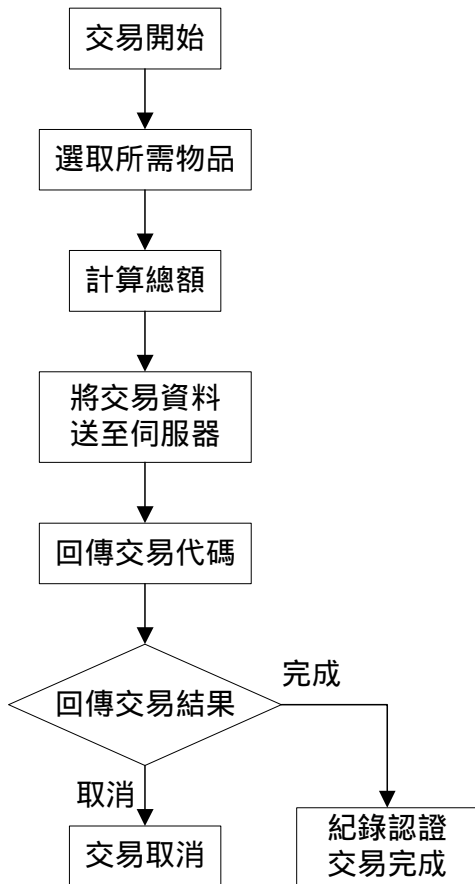 交易開始
選取所需物品
計算總額
將交易資料
送至伺服器
回傳交易代碼
回傳交易結果
完成
取消
交易取消
紀錄認證
交易完成